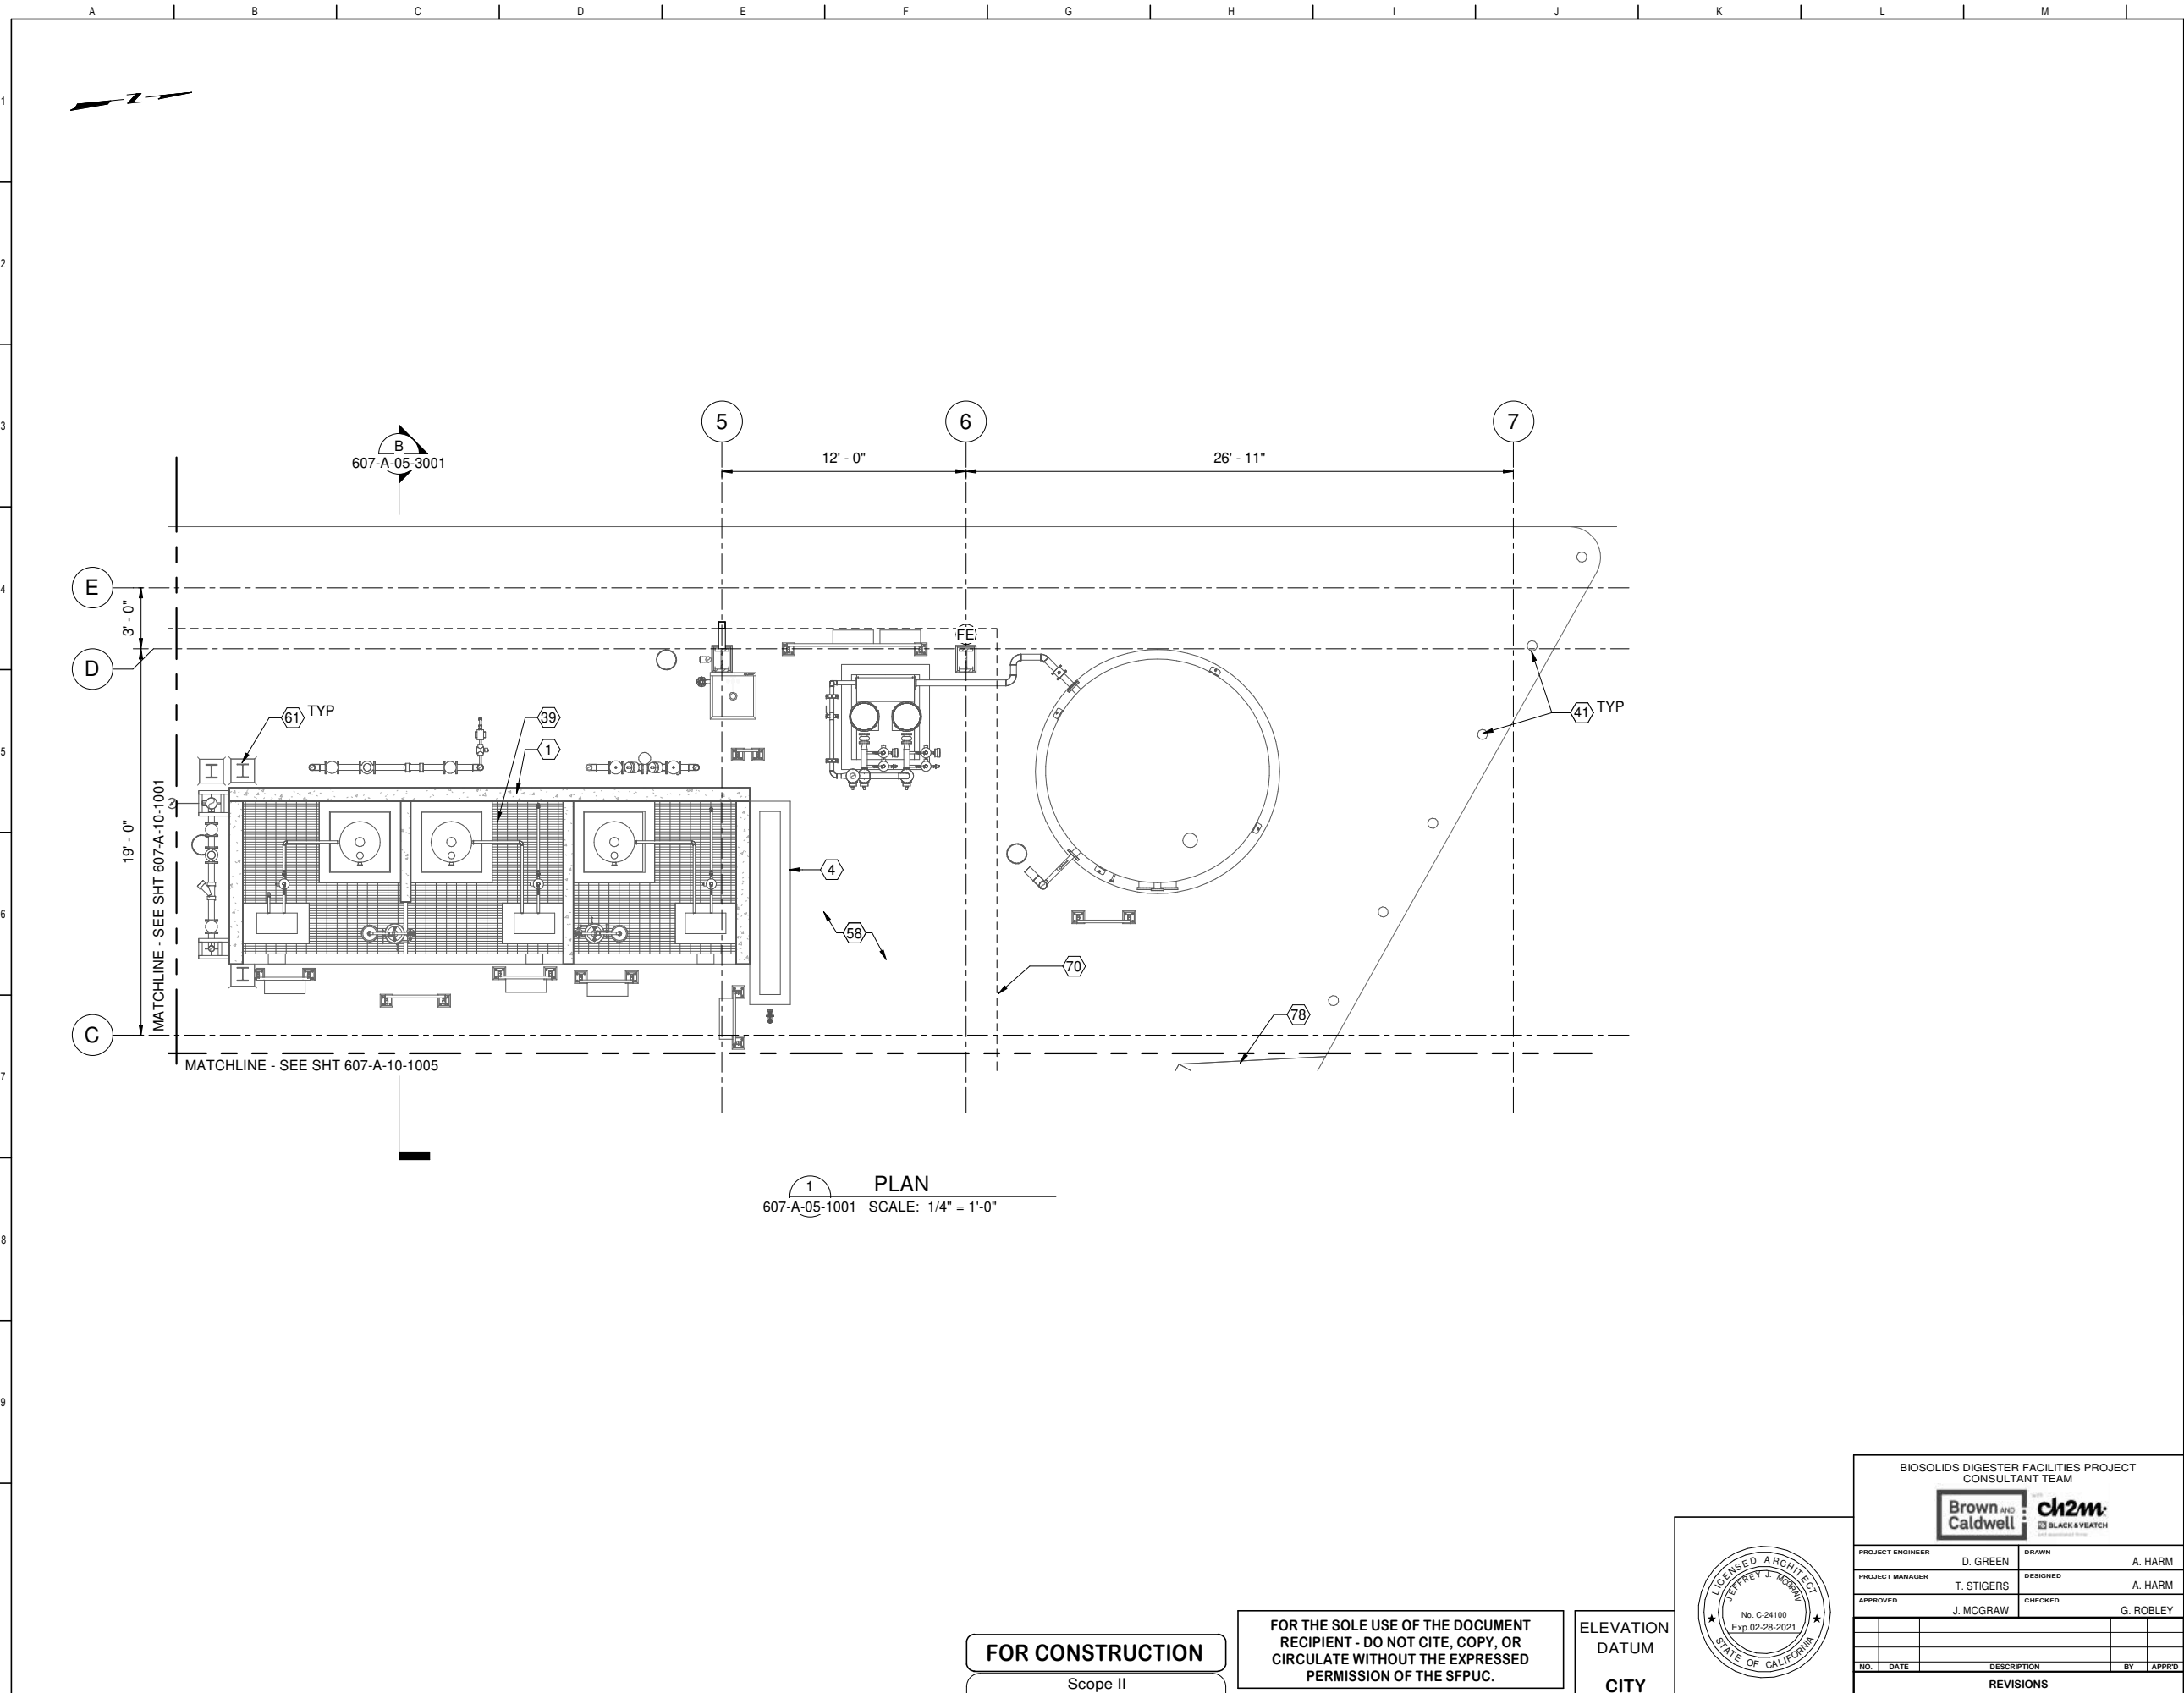 A B C D E F G H I J K L M
1
2
3
4
5
6
7
8
9
Z
5
6
7
B
607-A-05-3001
12' - 0"
26' - 11"
E
3' - 0"
D
FE
61 TYP
39
1
41 TYP
19' - 0"
MATCHLINE - SEE SHT 607-A-10-1001
4
58
70
78
C
MATCHLINE - SEE SHT 607-A-10-1005
1
PLAN
607-A-05-1001 SCALE: 1/4" = 1'-0"
BIOSOLIDS DIGESTER FACILITIES PROJECT
CONSULTANT TEAM
Brown AND
Caldwell
with
ch2m:
BLACK & VEATCH
PROJECT ENGINEER D. GREEN DRAWN A. HARM
PROJECT MANAGER T. STIGERS DESIGNED A. HARM
APPROVED J. MCGRAW CHECKED G. ROBLEY
NO. DATE DESCRIPTION BY APPR'D
REVISIONS
LICENSED ARCHITECT
JEFFREY J. MCGRAW
No. C-24100
Exp.02-28-2021
STATE OF CALIFORNIA
ELEVATION
DATUM
CITY
FOR THE SOLE USE OF THE DOCUMENT
RECIPIENT - DO NOT CITE, COPY, OR
CIRCULATE WITHOUT THE EXPRESSED
PERMISSION OF THE SFPUC.
FOR CONSTRUCTION
Scope II